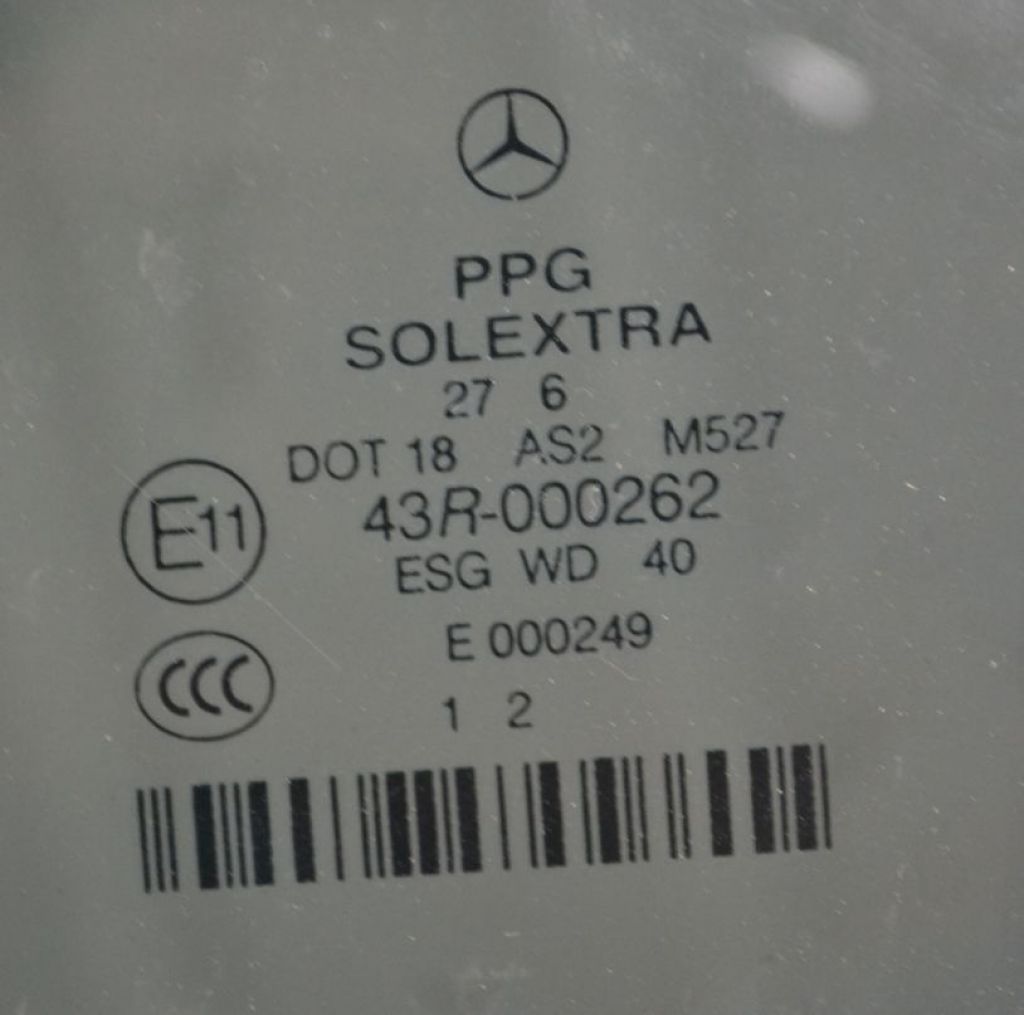 PPG
SOLEXTRA
27 6
DOT 18 AS2 M527
E11
43R-000262
ESG WD 40
E 000249
CCC
1 2